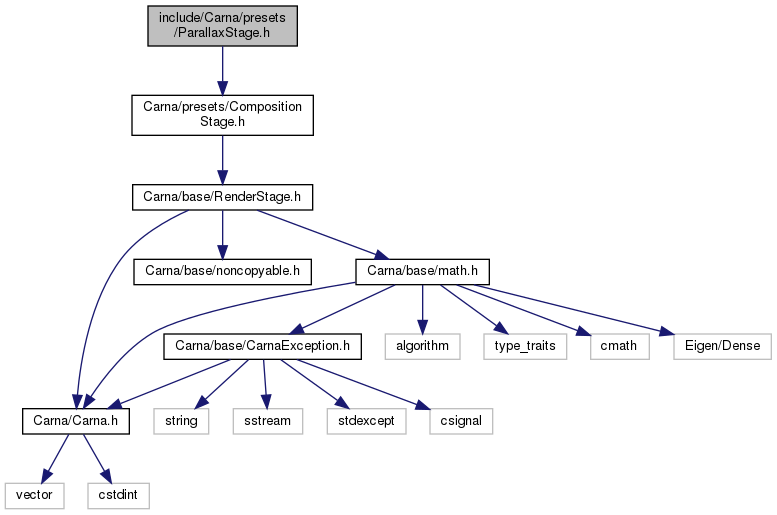 include/Carna/presets
/ParallaxStage.h
Carna/presets/Composition
Stage.h
Carna/base/RenderStage.h
Carna/base/noncopyable.h
Carna/base/math.h
Carna/base/CarnaException.h
algorithm
type_traits
cmath
Eigen/Dense
Carna/Carna.h
string
sstream
stdexcept
csignal
vector
cstdint